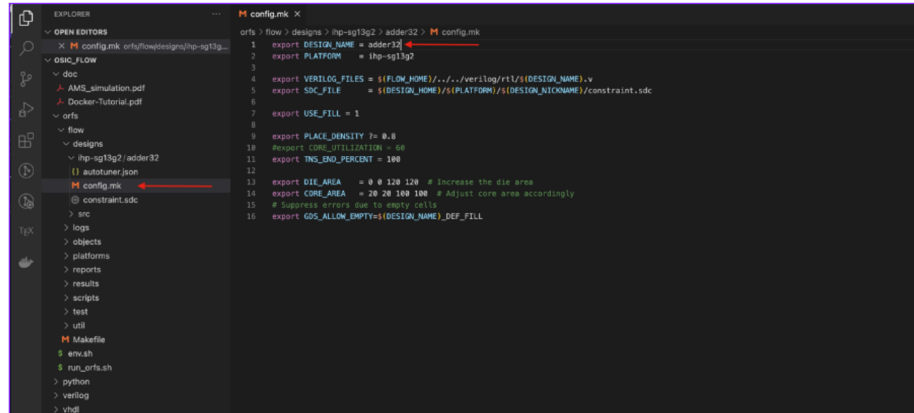 EXPLORER
OPEN EDITORS
config.mk orfs/flow/designs/ihp-sg13g...
OSIC_FLOW
doc
AMS_simulation.pdf
Docker-Tutorial.pdf
orfs
flow
designs
ihp-sg13g2/adder32
autotuner.json
config.mk
constraint.sdc
src
logs
objects
platforms
reports
results
scripts
test
util
Makefile
env.sh
run_orfs.sh
python
verilog
vhdl
TEX
config.mk
orfs > flow > designs > ihp-sg13g2 > adder32 > M config.mk
1 export DESIGN_NAME = adder32
2 export PLATFORM = ihp-sg13g2
3
4 export VERILOG_FILES = $(FLOW_HOME)/../../verilog/rtl/$(DESIGN_NAME).v
5 export SDC_FILE = $(DESIGN_HOME)/$(PLATFORM)/$(DESIGN_NICKNAME)/constraint.sdc
6
7 export USE_FILL = 1
8
9 export PLACE_DENSITY ?= 0.8
10 #export CORE_UTILIZATION = 60
11 export TNS_END_PERCENT = 100
12
13 export DIE_AREA = 0 0 120 120 # Increase the die area
14 export CORE_AREA = 20 20 100 100 # Adjust core area accordingly
15 # Suppress errors due to empty cells
16 export GDS_ALLOW_EMPTY=$(DESIGN_NAME)_DEF_FILL